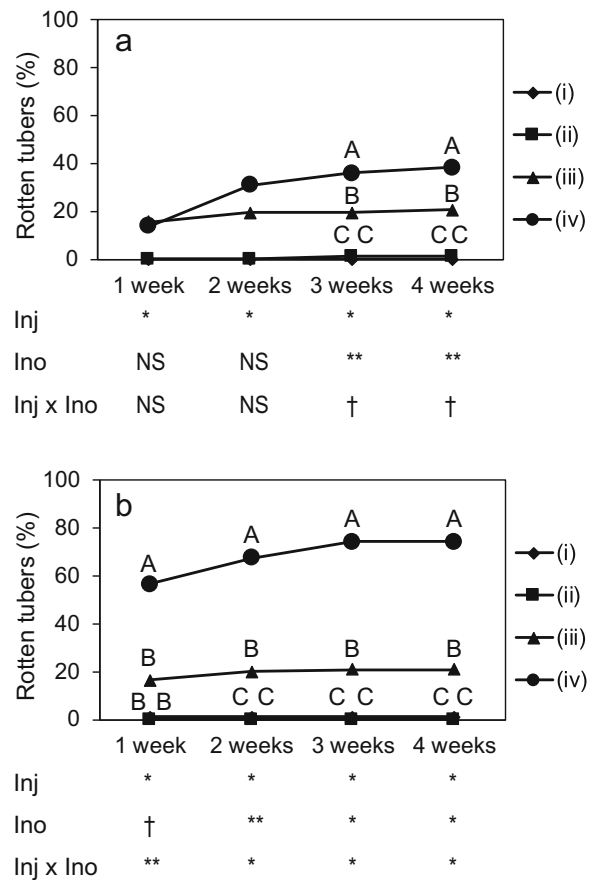 a
100
80
60
40
20
0
Rotten tubers (%)
A A
B B
C C C C
1 week 2 weeks 3 weeks 4 weeks
(i)
(ii)
(iii)
(iv)
Inj * * * *
Ino NS NS ** **
Inj x Ino NS NS † †
b
100
80
60
40
20
0
Rotten tubers (%)
A A A A
B B B B
B B C C C C C C
1 week 2 weeks 3 weeks 4 weeks
(i)
(ii)
(iii)
(iv)
Inj * * * *
Ino † ** * *
Inj x Ino ** * * *